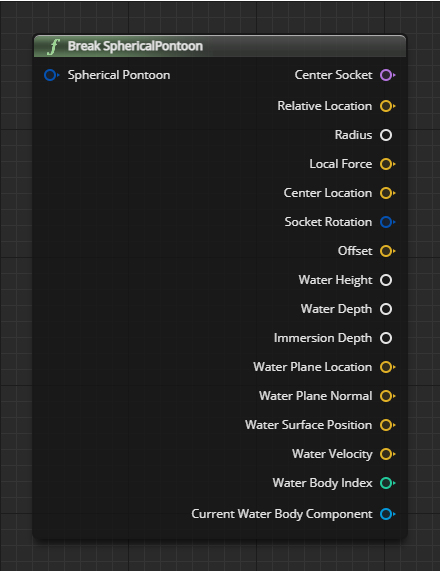 f Break SphericalPontoon
Spherical Pontoon
Center Socket
Relative Location
Radius
Local Force
Center Location
Socket Rotation
Offset
Water Height
Water Depth
Immersion Depth
Water Plane Location
Water Plane Normal
Water Surface Position
Water Velocity
Water Body Index
Current Water Body Component